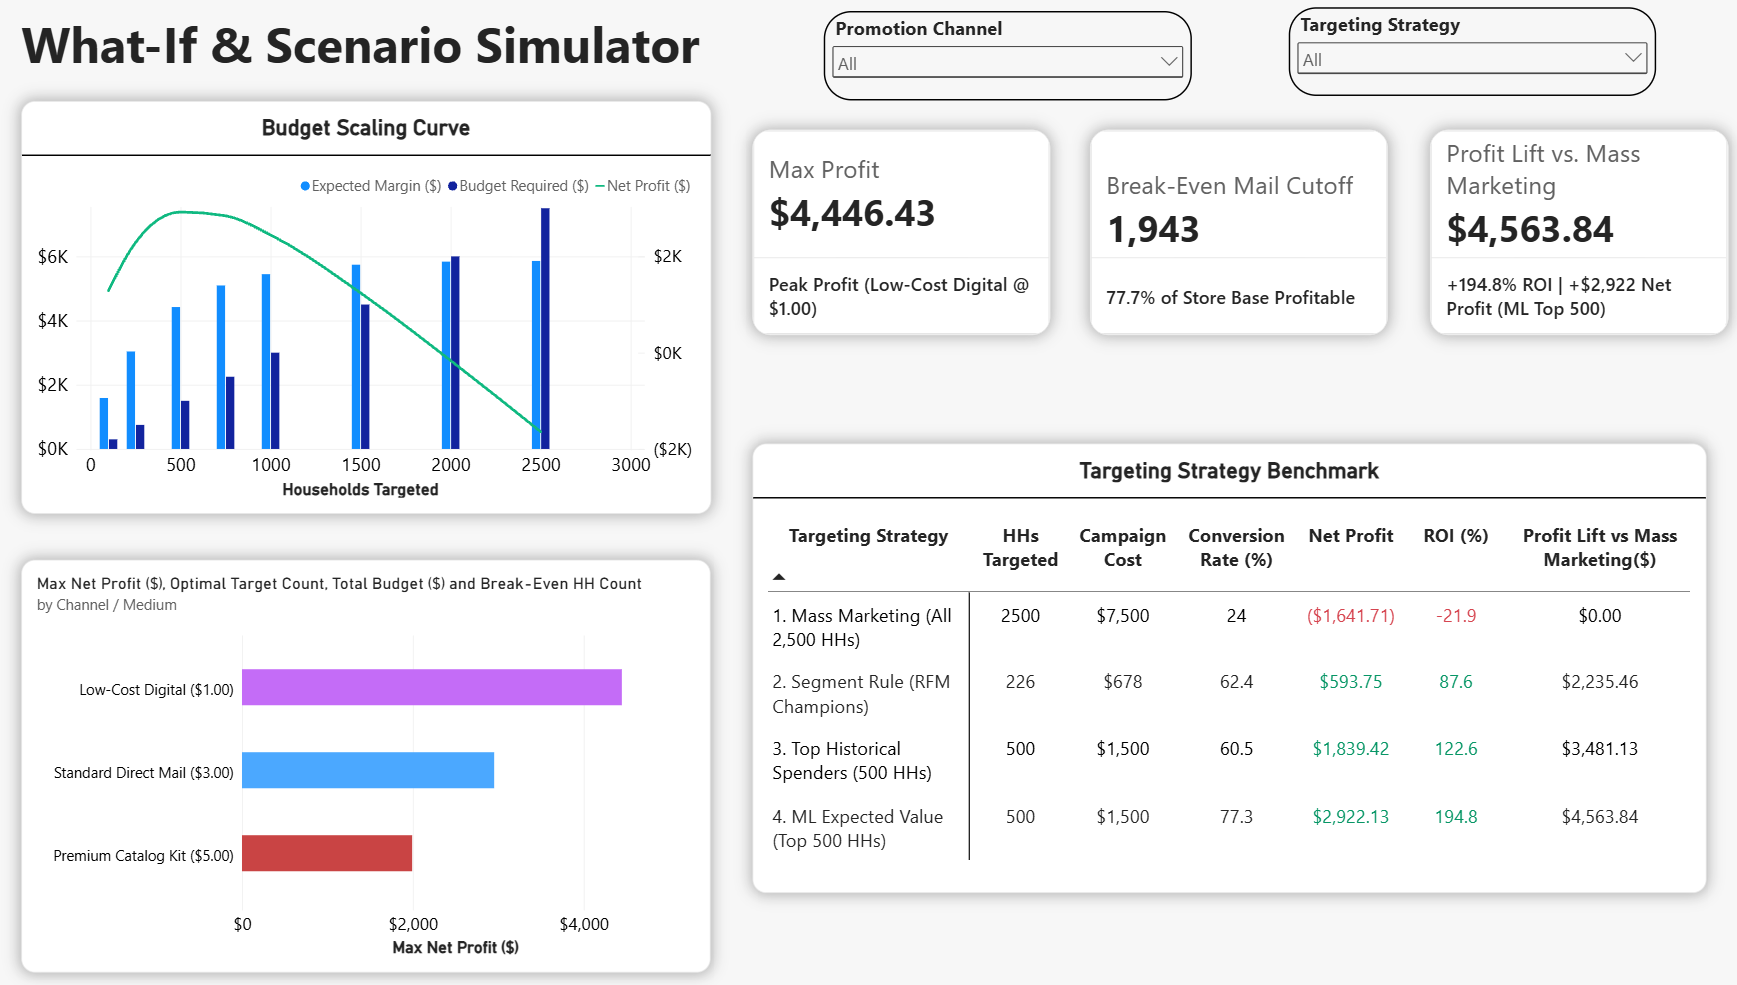 What-If & Scenario Simulator
Promotion Channel
All
Targeting Strategy
All
Budget Scaling Curve
Expected Margin ($) Budget Required ($) Net Profit ($)
$6K
$4K
$2K
$0K
$2K
$0K
($2K)
0 500 1000 1500 2000 2500 3000
Households Targeted
Max Profit
$4,446.43
Peak Profit (Low-Cost Digital @
$1.00)
Break-Even Mail Cutoff
1,943
77.7% of Store Base Profitable
Profit Lift vs. Mass
Marketing
$4,563.84
+194.8% ROI | +$2,922 Net
Profit (ML Top 500)
Max Net Profit ($), Optimal Target Count, Total Budget ($) and Break-Even HH Count
by Channel / Medium
Low-Cost Digital ($1.00)
Standard Direct Mail ($3.00)
Premium Catalog Kit ($5.00)
$0 $2,000 $4,000
Max Net Profit ($)
Targeting Strategy Benchmark
Targeting Strategy HHs Campaign Conversion Net Profit ROI (%) Profit Lift vs Mass
Targeted Cost Rate (%) Marketing($)
1. Mass Marketing (All 2500 $7,500 24 ($1,641.71) -21.9 $0.00
2,500 HHs)
2. Segment Rule (RFM 226 $678 62.4 $593.75 87.6 $2,235.46
Champions)
3. Top Historical 500 $1,500 60.5 $1,839.42 122.6 $3,481.13
Spenders (500 HHs)
4. ML Expected Value 500 $1,500 77.3 $2,922.13 194.8 $4,563.84
(Top 500 HHs)